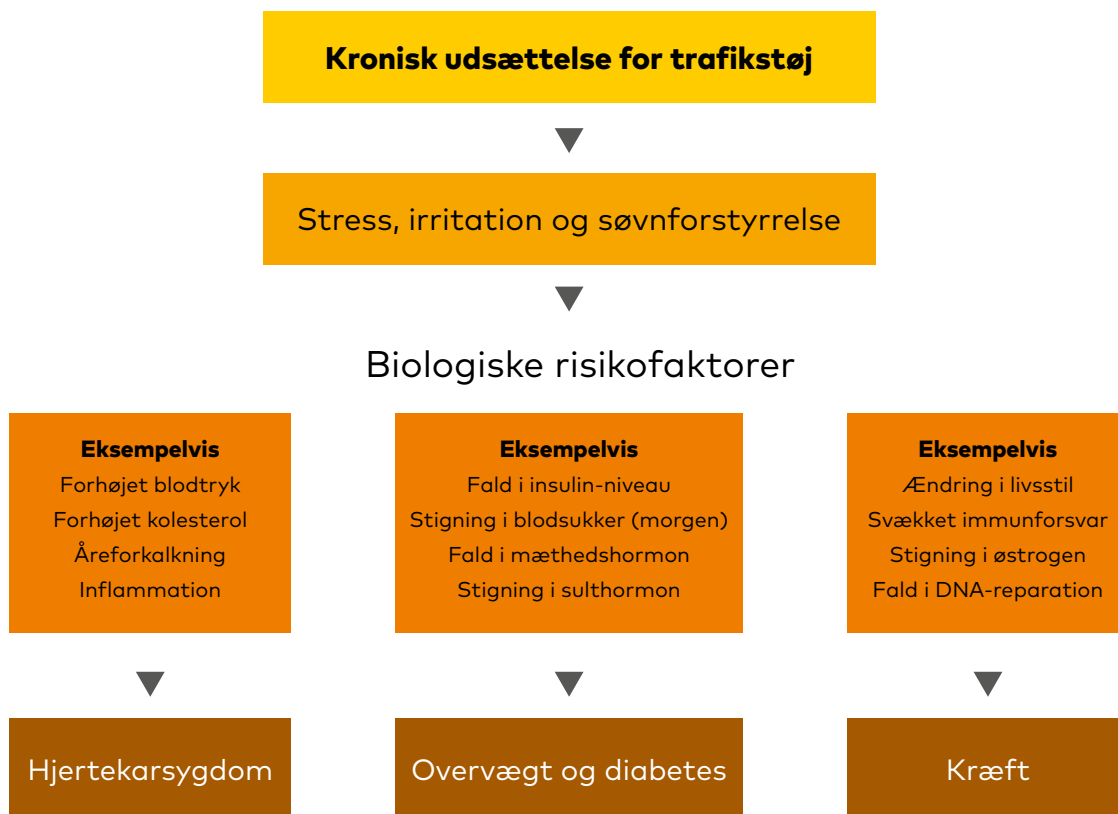 Kronisk udsættelse for trafikstøj
Stress, irritation og søvnforstyrrelse
Biologiske risikofaktorer
Eksempelvis
Forhøjet blodtryk
Forhøjet kolesterol
Åreforkalkning
Inflammation
Eksempelvis
Fald i insulin-niveau
Stigning i blodsukker (morgen)
Fald i mæthedshormon
Stigning i sulthormon
Eksempelvis
Ændring i livsstil
Svækket immunforsvar
Stigning i østrogen
Fald i DNA-reparation
Hjertekarsygdom
Overvægt og diabetes
Kræft